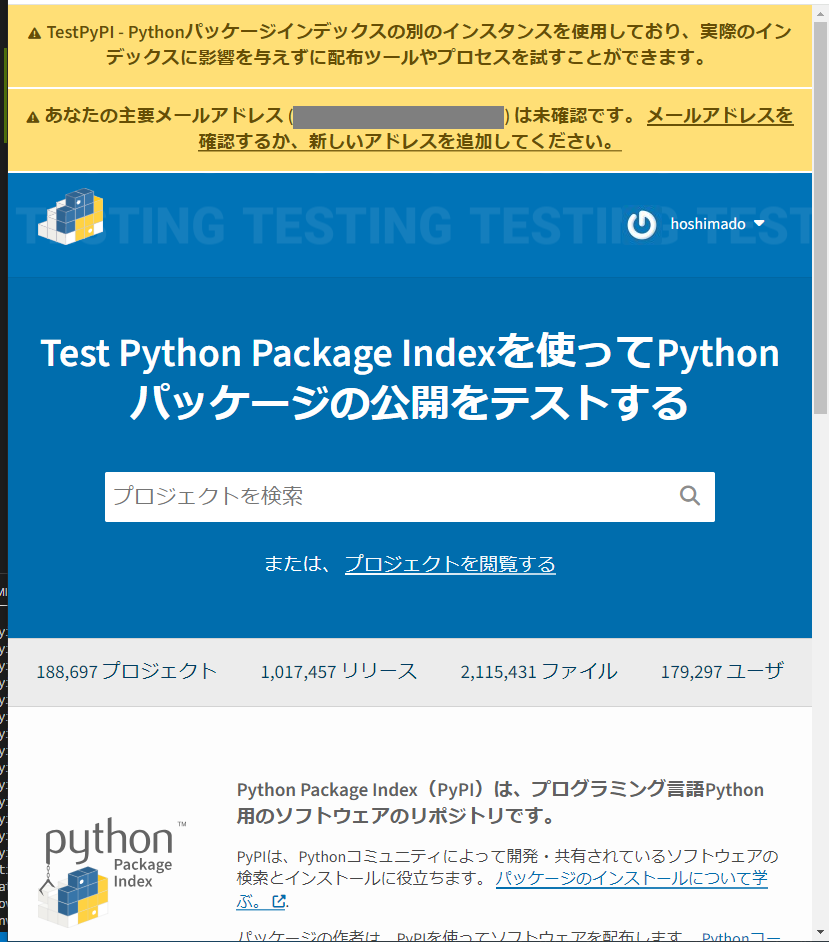 TestPyPI - Pythonパッケージインデックスの別のインスタンスを使用しており、実際のイン
デックスに影響を与えずに配布ツールやプロセスを試すことができます。
あなたの主要メールアドレス ( ) は未確認です。 メールアドレスを
確認するか、新しいアドレスを追加してください。
TESTING TESTING TESTING TESTING
hoshimado
Test Python Package Indexを使ってPython
パッケージの公開をテストする
プロジェクトを検索
または、 プロジェクトを閲覧する
188,697 プロジェクト 1,017,457 リリース 2,115,431 ファイル 179,297 ユーザ
Python Package Index（PyPI）は、プログラミング言語Python
用のソフトウェアのリポジトリです。
python™
Package
Index
PyPIは、Pythonコミュニティによって開発・共有されているソフトウェアの
検索とインストールに役立ちます。 パッケージのインストールについて学
ぶ。.
パッケージの作者は、PyPIを使ってソフトウェアを配布します。 Pythonコー